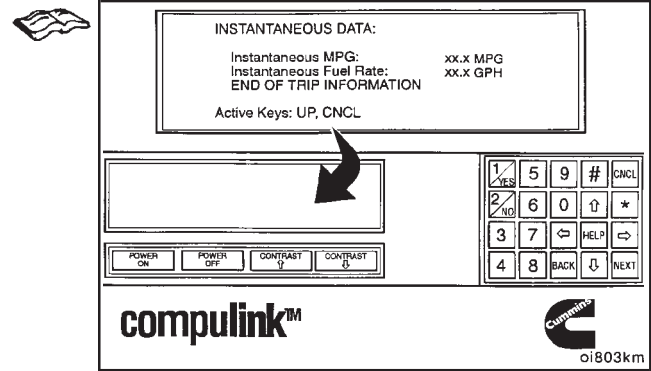 INSTANTANEOUS DATA:
Instantaneous MPG: xx.x MPG
Instantaneous Fuel Rate: xx.x GPH
END OF TRIP INFORMATION
Active Keys: UP, CNCL
1/YES 5 9 # CNCL
2/NO 6 0 ⇧ *
3 7 ⇦ HELP ⇨
4 8 BACK ⇩ NEXT
POWER ON POWER OFF CONTRAST ⇧ CONTRAST ⇩
compulink™
Cummins
oi803km